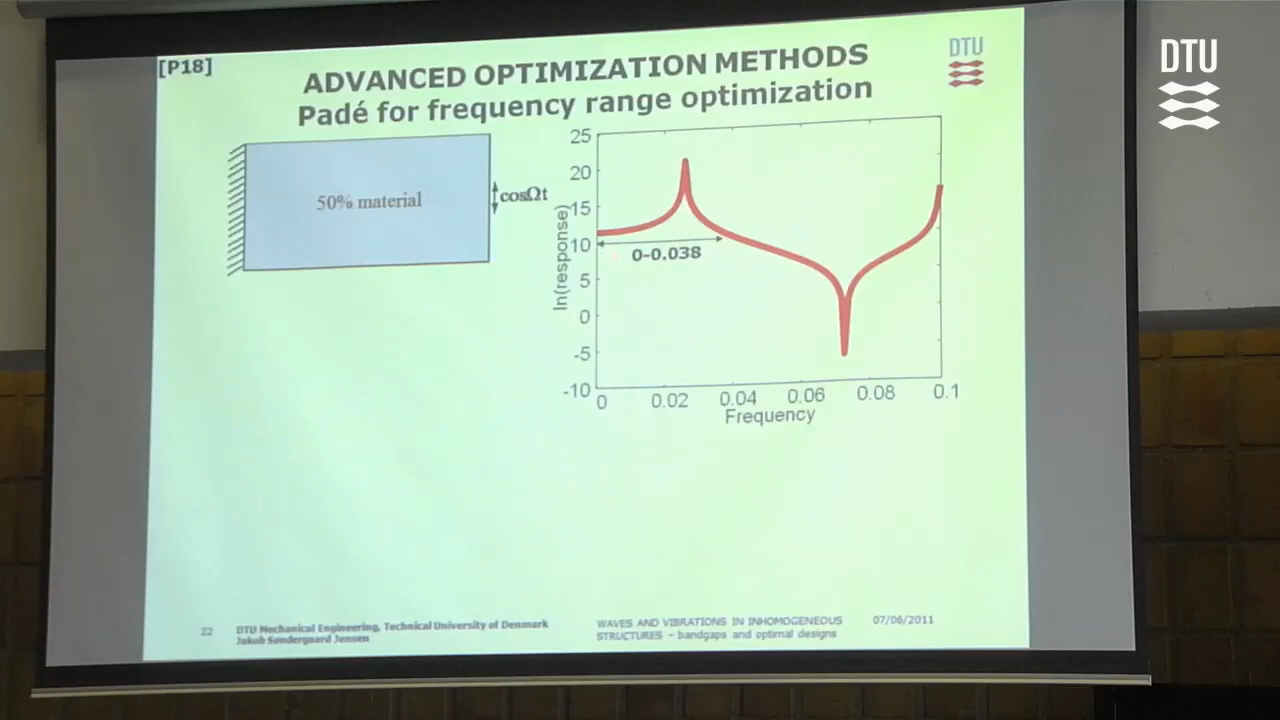 [P18]
ADVANCED OPTIMIZATION METHODS
Padé for frequency range optimization
DTU
DTU
50% material
cosΩt
ln(response)
25
20
15
10
5
0
-5
-10
0-0.038
0
0.02
0.04
0.06
0.08
0.1
Frequency
22
DTU Mechanical Engineering, Technical University of Denmark
Jakob Søndergaard Jensen
WAVES AND VIBRATIONS IN INHOMOGENEOUS
STRUCTURES – bandgaps and optimal designs
07/06/2011